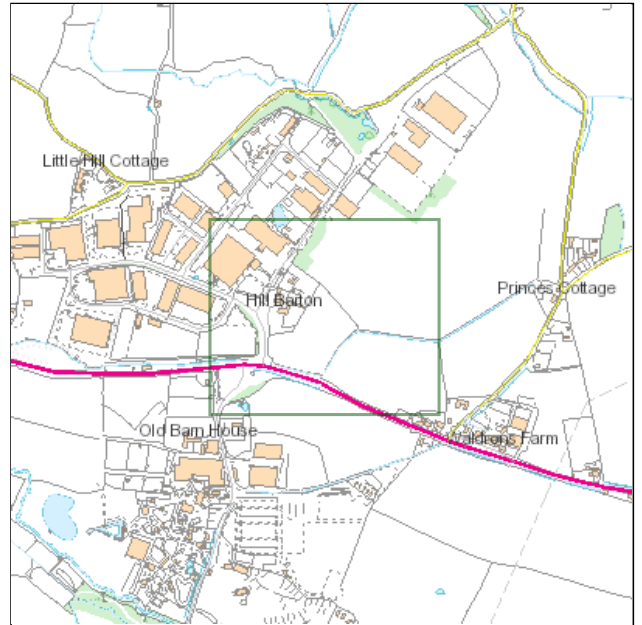 Little Hill Cottage
Princes Cottage
Hill Barton
Old Barn House
Waldrons Farm